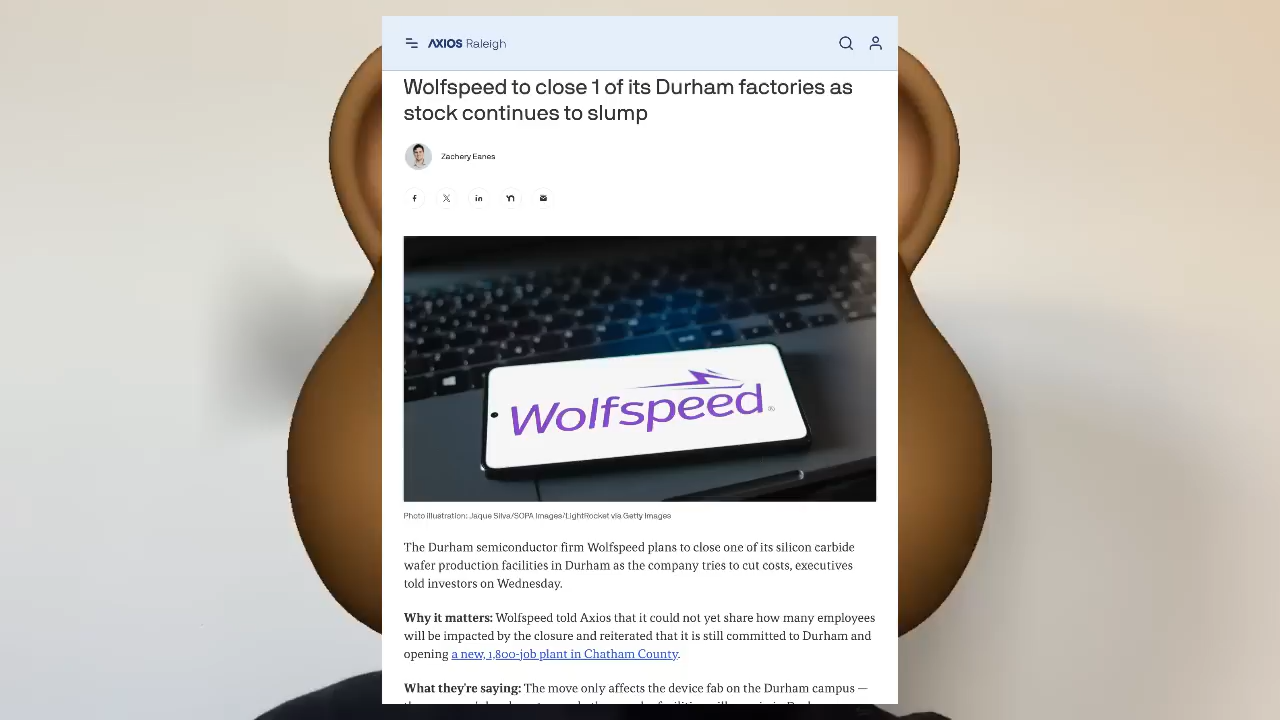 AXIOS Raleigh
Wolfspeed to close 1 of its Durham factories as
stock continues to slump
Zachery Eanes
Wolfspeed®
Photo illustration: Jaque Silva/SOPA Images/LightRocket via Getty Images
The Durham semiconductor firm Wolfspeed plans to close one of its silicon carbide
wafer production facilities in Durham as the company tries to cut costs, executives
told investors on Wednesday.
Why it matters: Wolfspeed told Axios that it could not yet share how many employees
will be impacted by the closure and reiterated that it is still committed to Durham and
opening a new, 1,800-job plant in Chatham County.
What they're saying: The move only affects the device fab on the Durham campus —